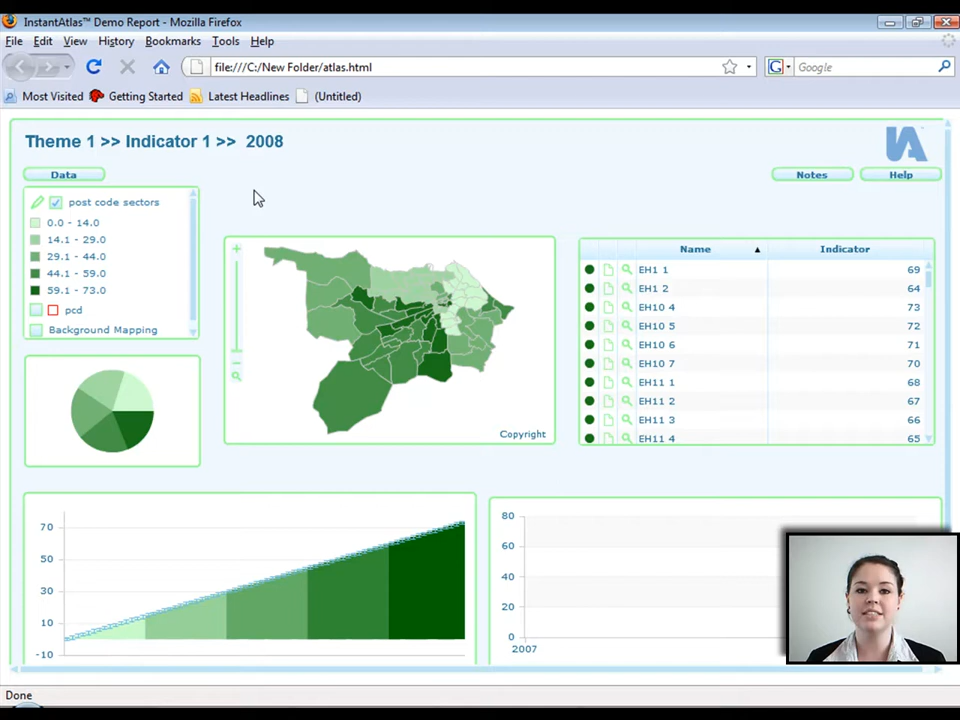 InstantAtlas™ Demo Report - Mozilla Firefox
File Edit View History Bookmarks Tools Help
file:///C:/New Folder/atlas.html
G Google
Most Visited Getting Started Latest Headlines (Untitled)
Theme 1 >> Indicator 1 >> 2008
IA
Data
Notes Help
post code sectors
0.0 - 14.0
14.1 - 29.0
29.1 - 44.0
44.1 - 59.0
59.1 - 73.0
pcd
Background Mapping
Copyright
Name ▲ Indicator
EH1 1 69
EH1 2 64
EH10 4 73
EH10 5 72
EH10 6 71
EH10 7 70
EH11 1 68
EH11 2 67
EH11 3 66
EH11 4 65
70
50
30
10
-10
80
60
40
20
0
2007
Done